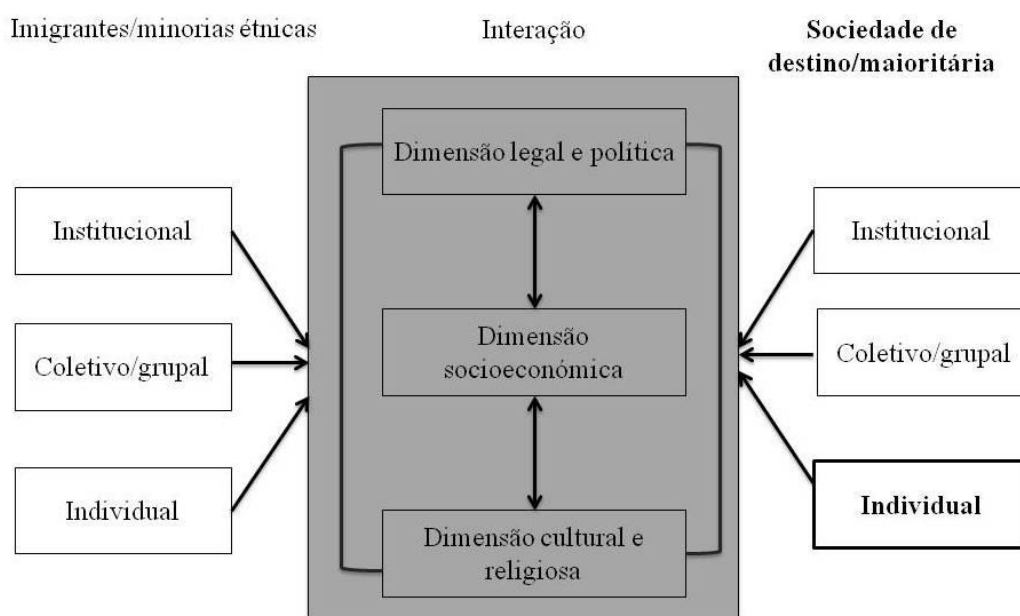 Imigrantes/minorias étnicas
Interação
Sociedade de
destino/maioritária
Dimensão legal e política
Institucional
Institucional
Dimensão
socioeconómica
Coletivo/grupal
Coletivo/grupal
Individual
Individual
Dimensão cultural e
religiosa